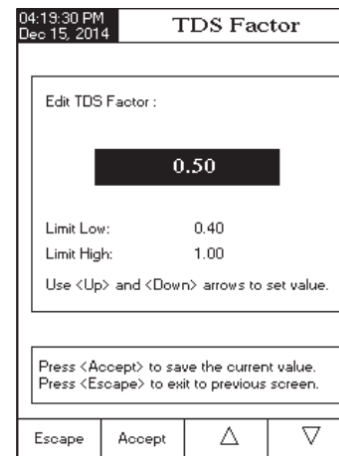 04:19:30 PM
Dec 15, 2014
TDS Factor
Edit TDS Factor :
0.50
Limit Low: 0.40
Limit High: 1.00
Use <Up> and <Down> arrows to set value.
Press <Accept> to save the current value.
Press <Escape> to exit to previous screen.
Escape Accept △ ▽